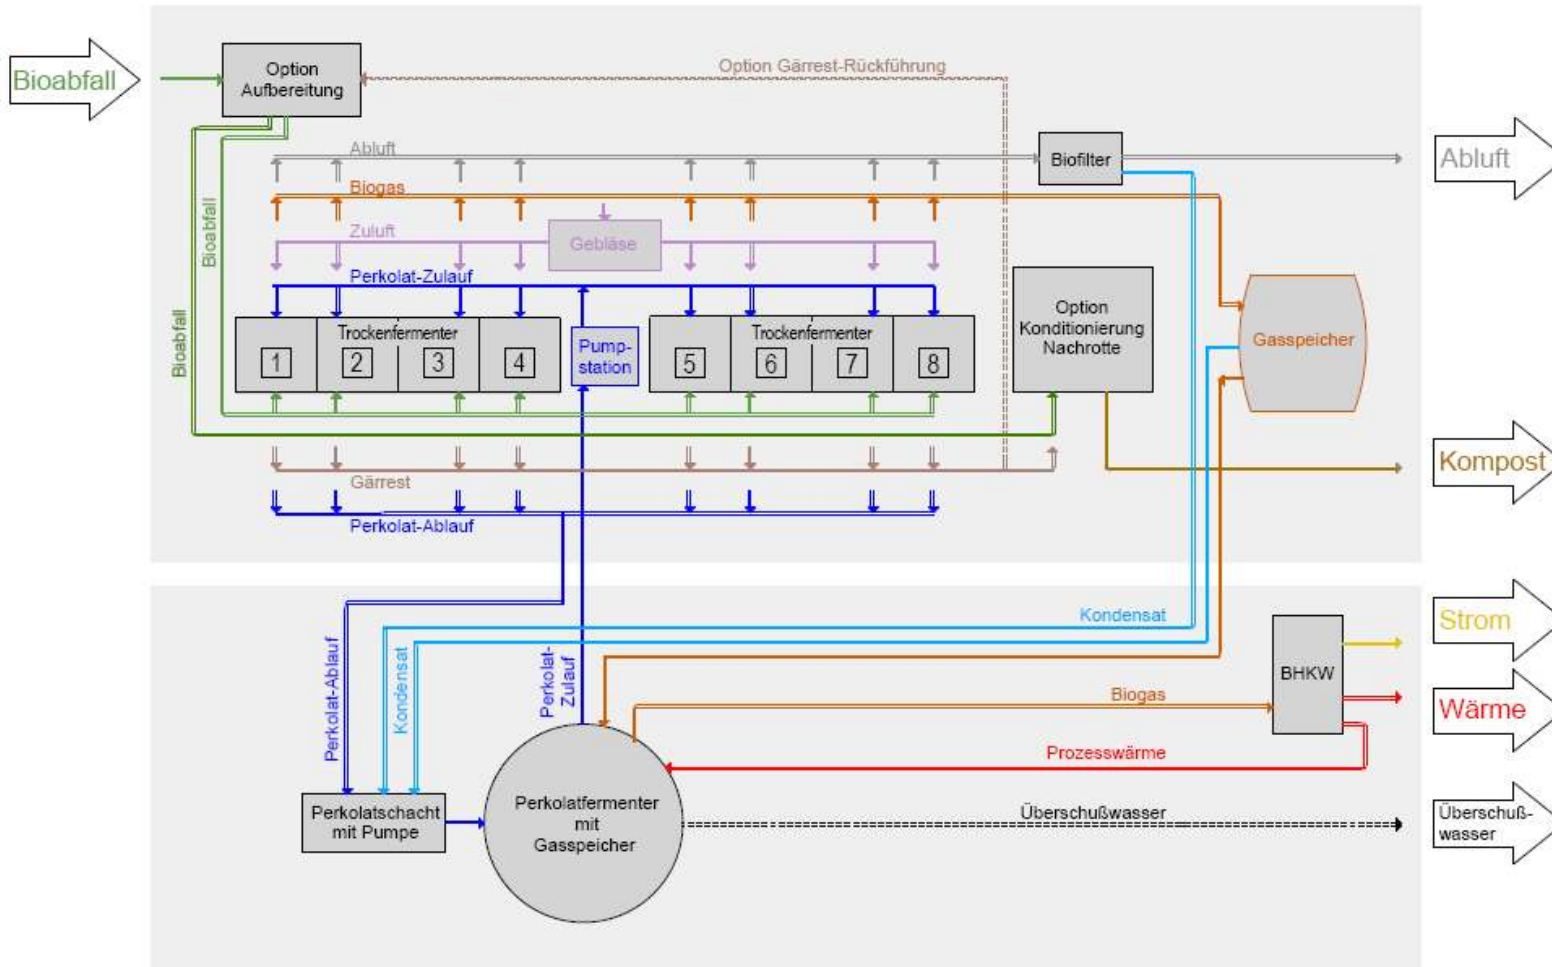 Bioabfall
Option
Aufbereitung
Option Gärrest-Rückführung
Abluft
Biofilter
Abluft
Biogas
Bioabfall
Zuluft
Gebläse
Perkolat-Zulauf
Bioabfall
Trockenfermenter
1
2
3
4
Pump-
station
Trockenfermenter
5
6
7
8
Option
Konditionierung
Nachrotte
Gasspeicher
Kompost
Gärrest
Perkolat-Ablauf
Strom
Kondensat
Perkolat-Ablauf
Kondensat
Perkolat-
Zulauf
BHKW
Biogas
Wärme
Prozesswärme
Perkolatschacht
mit Pumpe
Perkolatfermenter
mit
Gasspeicher
Überschußwasser
Überschuß-
wasser